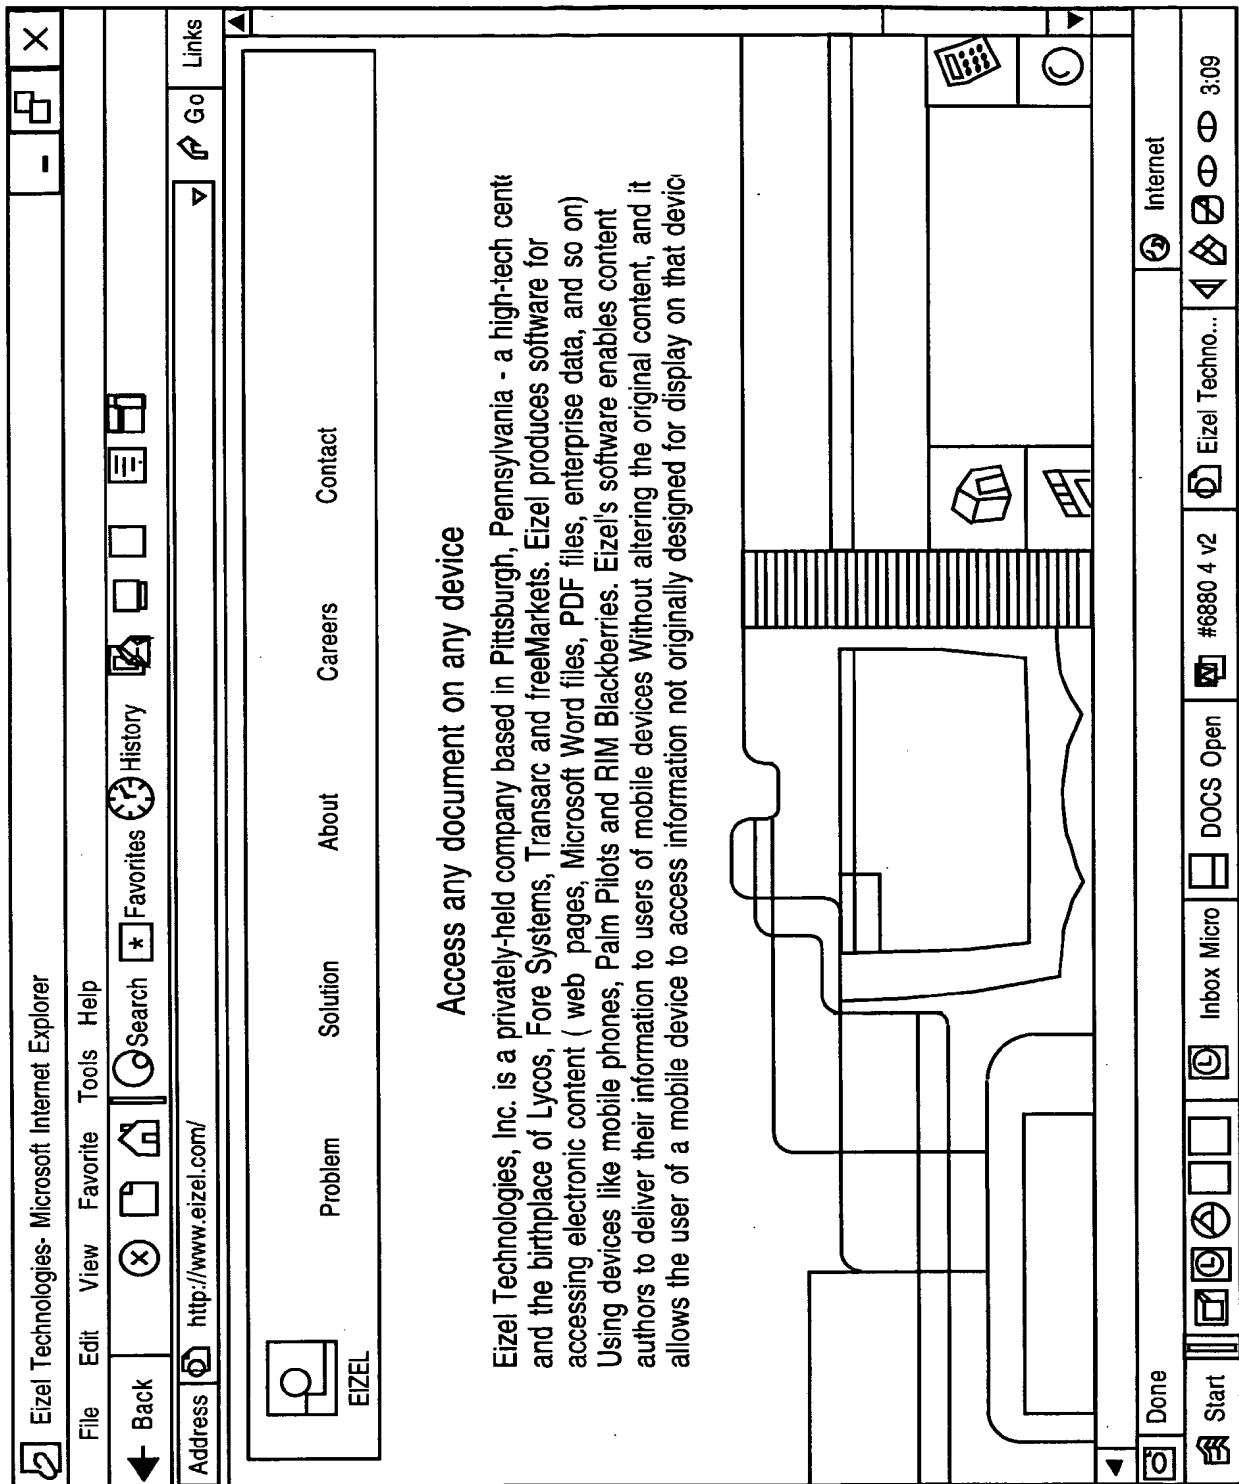 Eizel Technologies- Microsoft Internet Explorer
File Edit View Favorite Tools Help
Back Search * Favorites History
Address http://www.eizel.com/ Go Links
EIZEL
Problem Solution About Careers Contact
Access any document on any device
Eizel Technologies, Inc. is a privately-held company based in Pittsburgh, Pennsylvania - a high-tech cente
and the birthplace of Lycos, Fore Systems, Transarc and freeMarkets. Eizel produces software for
accessing electronic content ( web pages, Microsoft Word files, PDF files, enterprise data, and so on)
Using devices like mobile phones, Palm Pilots and RIM Blackberries. Eizel's software enables content
authors to deliver their information to users of mobile devices Without altering the original content, and it
allows the user of a mobile device to access information not originally designed for display on that device
Done Internet
Start Inbox Micro DOCS Open #6880 4 v2 Eizel Techno... 3:09